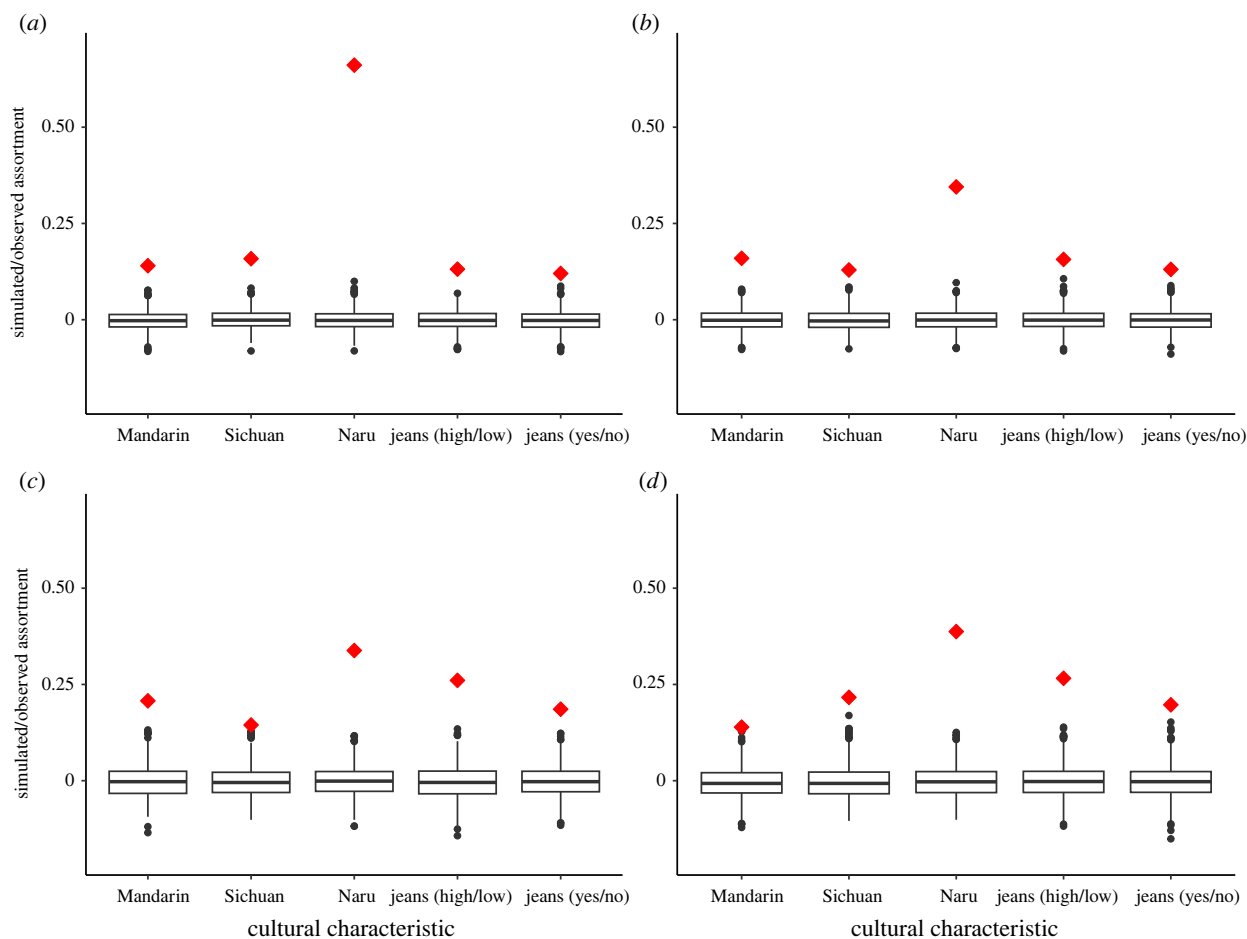 (a)
simulated/observed assortment
0.50
0.25
0
Mandarin Sichuan Naru jeans (high/low) jeans (yes/no)
(b)
0.50
0.25
0
Mandarin Sichuan Naru jeans (high/low) jeans (yes/no)
(c)
simulated/observed assortment
0.50
0.25
0
Mandarin Sichuan Naru jeans (high/low) jeans (yes/no)
cultural characteristic
(d)
0.50
0.25
0
Mandarin Sichuan Naru jeans (high/low) jeans (yes/no)
cultural characteristic